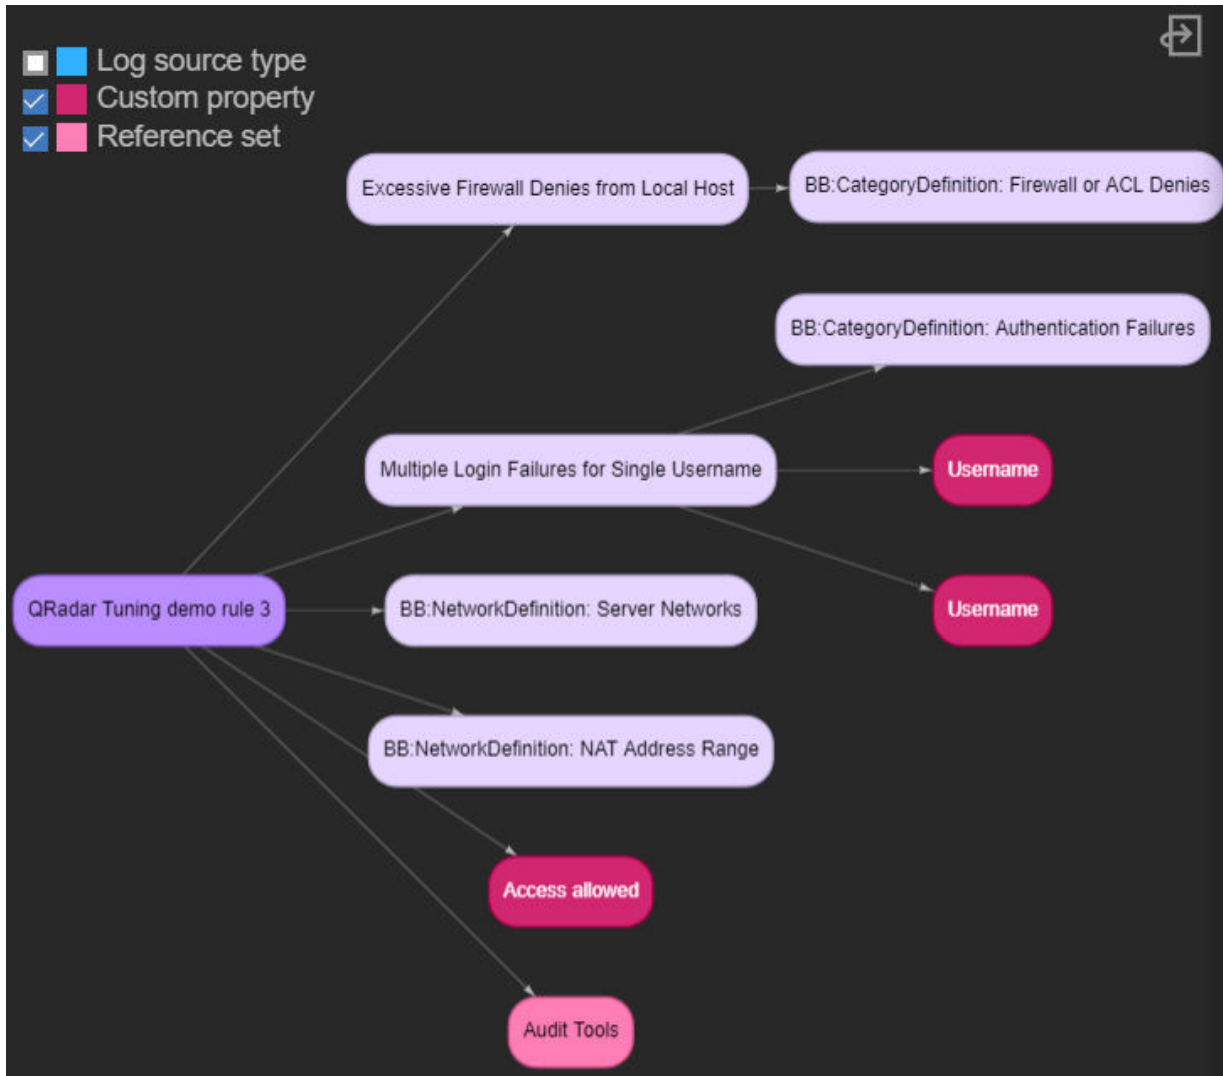 Log source type
Custom property
Reference set
Excessive Firewall Denies from Local Host
BB:CategoryDefinition: Firewall or ACL Denies
BB:CategoryDefinition: Authentication Failures
Multiple Login Failures for Single Username
Username
QRadar Tuning demo rule 3
BB:NetworkDefinition: Server Networks
Username
BB:NetworkDefinition: NAT Address Range
Access allowed
Audit Tools